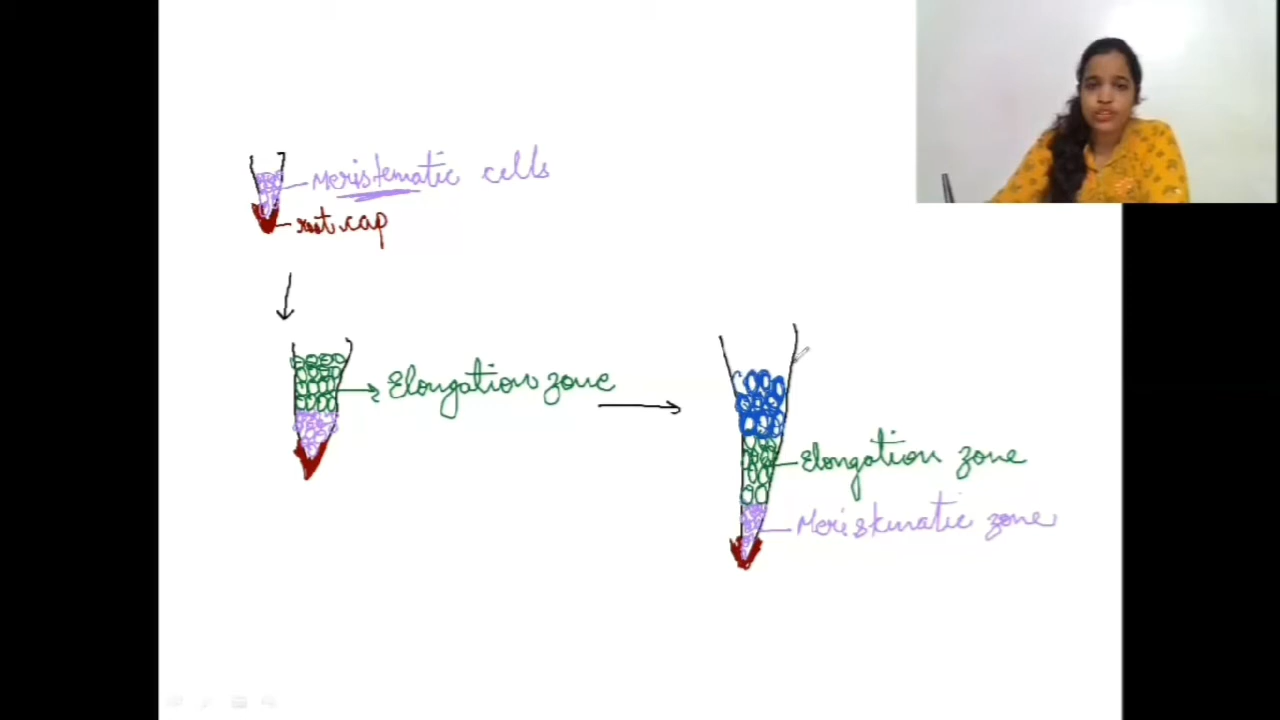 Meristematic cells
root cap
Elongation zone
Elongation zone
Meristematic zone